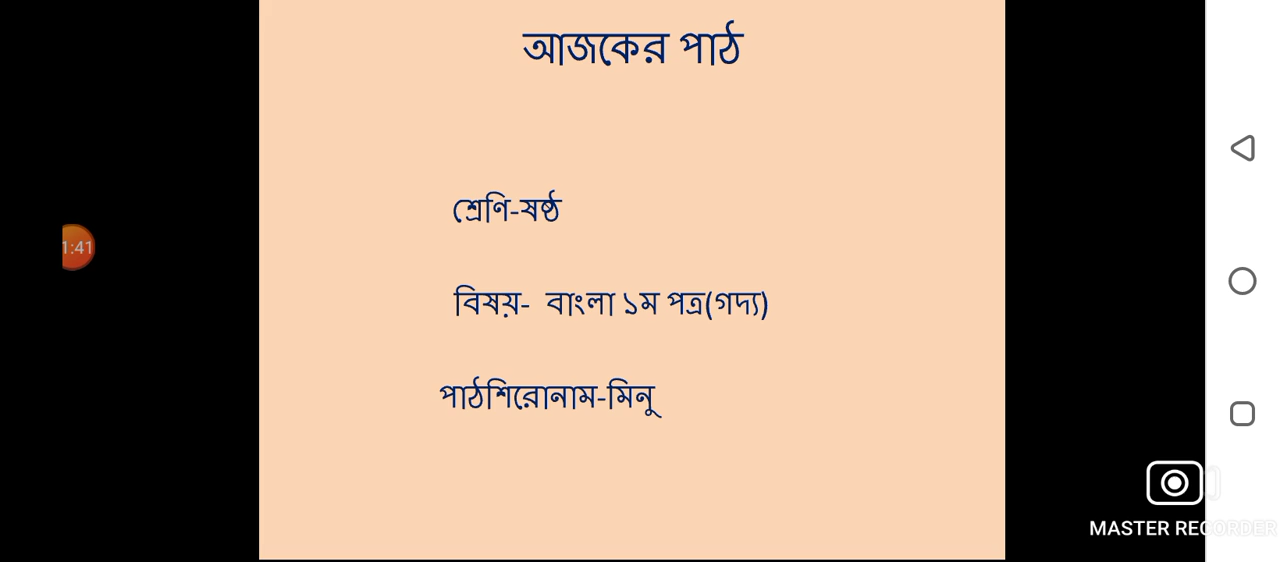 আজকের পাঠ
শ্রেণি-ষষ্ঠ
1:41
বিষয়- বাংলা ১ম পত্র(গদ্য)
পাঠশিরোনাম-মিনু
MASTER RECORDER